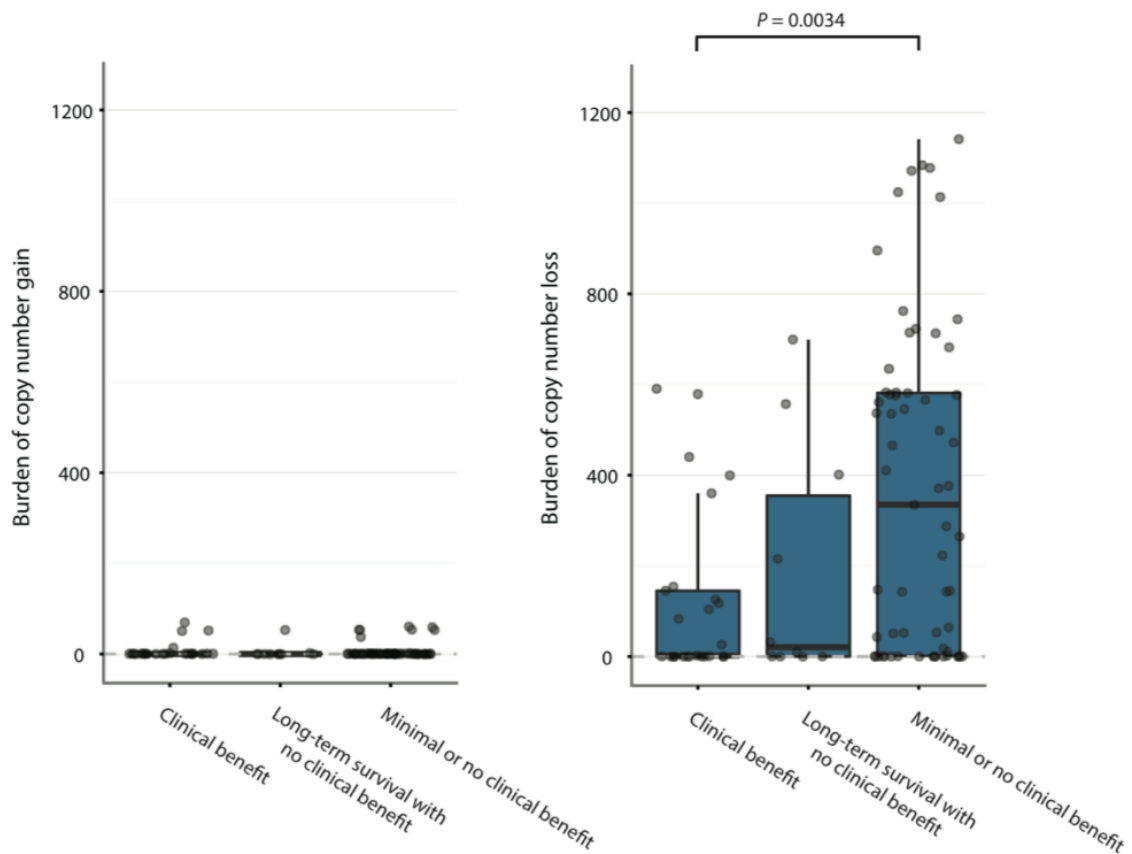 P = 0.0034
Burden of copy number gain
1200
800
400
0
Clinical benefit
Long-term survival with
no clinical benefit
Minimal or no clinical benefit
Burden of copy number loss
1200
800
400
0
Clinical benefit
Long-term survival with
no clinical benefit
Minimal or no clinical benefit